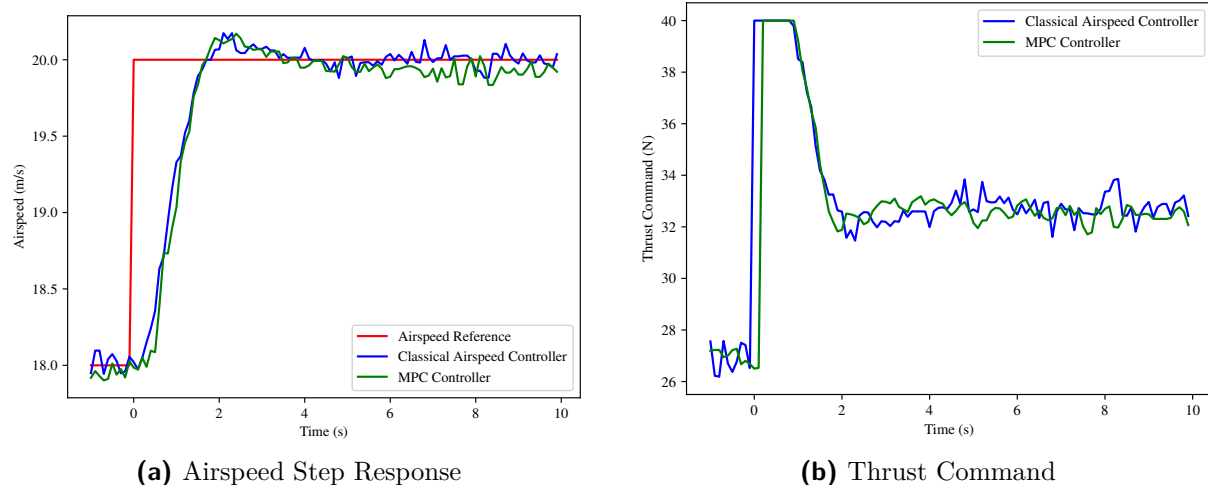 20.0
19.5
19.0
18.5
18.0
Airspeed (m/s)
Airspeed Reference
Classical Airspeed Controller
MPC Controller
0
2
4
6
8
10
Time (s)
(a) Airspeed Step Response
40
38
36
34
32
30
28
26
Thrust Command (N)
Classical Airspeed Controller
MPC Controller
0
2
4
6
8
10
Time (s)
(b) Thrust Command